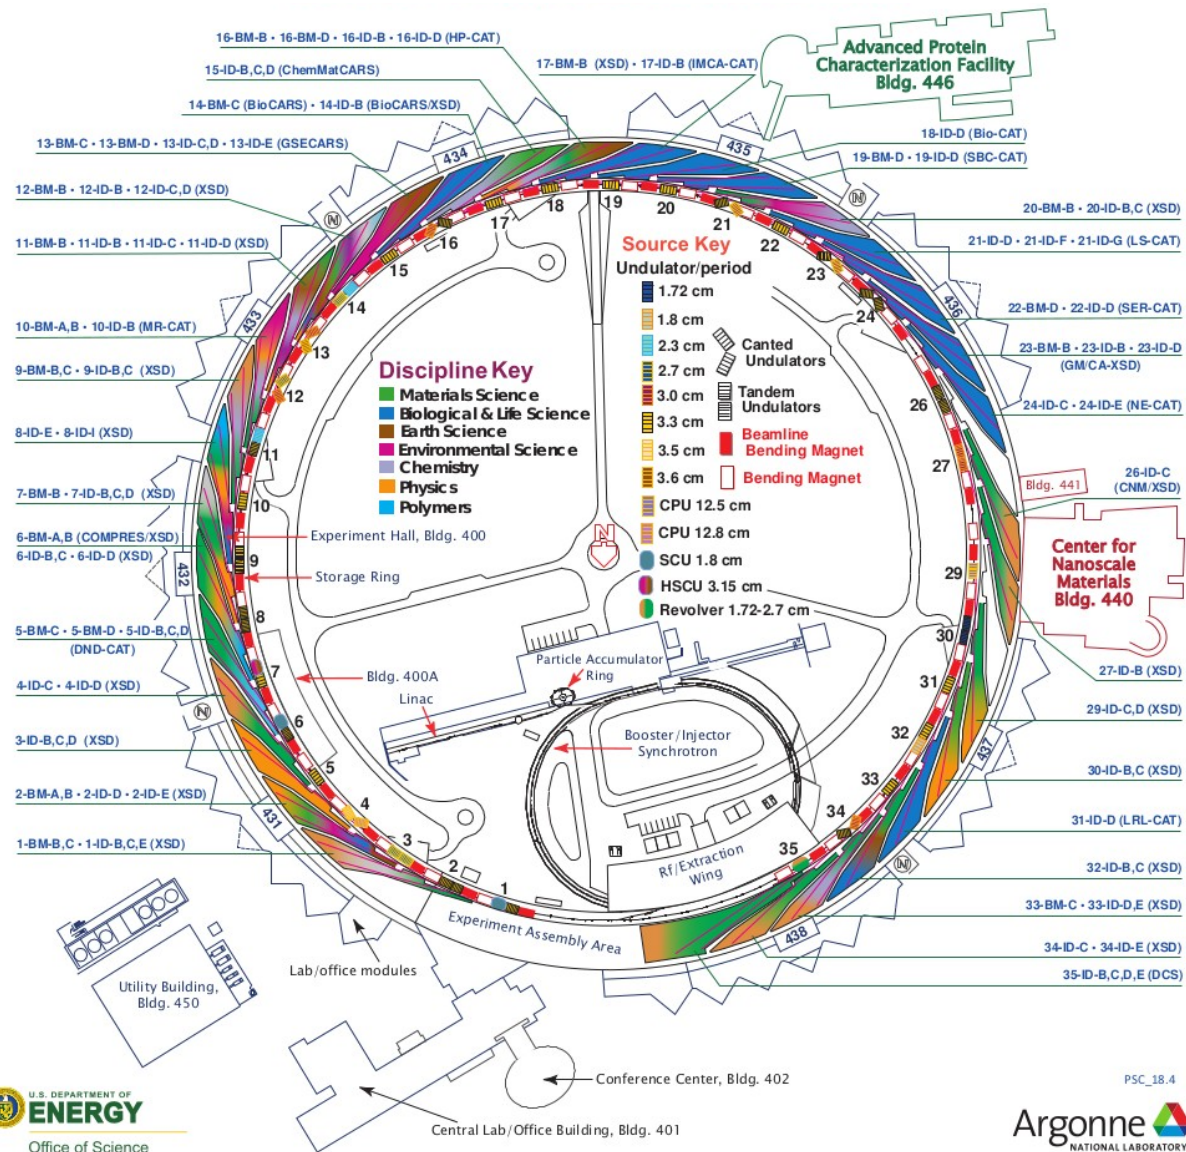 16-BM-B • 16-BM-D • 16-ID-B • 16-ID-D (HP-CAT)
15-ID-B,C,D (ChemMatCARS)
14-BM-C (BioCARS) • 14-ID-B (BioCARS/XSD)
13-BM-C • 13-BM-D • 13-ID-C,D • 13-ID-E (GSECARS)
12-BM-B • 12-ID-B • 12-ID-C,D (XSD)
11-BM-B • 11-ID-B • 11-ID-C • 11-ID-D (XSD)
10-BM-A,B • 10-ID-B (MR-CAT)
9-BM-B,C • 9-ID-B,C (XSD)
8-ID-E • 8-ID-I (XSD)
7-BM-B • 7-ID-B,C,D (XSD)
6-BM-A,B (COMPRES/XSD)
6-ID-B,C • 6-ID-D (XSD)
5-BM-C • 5-BM-D • 5-ID-B,C,D
(DND-CAT)
4-ID-C • 4-ID-D (XSD)
3-ID-B,C,D (XSD)
2-BM-A,B • 2-ID-D • 2-ID-E (XSD)
1-BM-B,C • 1-ID-B,C,E (XSD)
17-BM-B (XSD) • 17-ID-B (IMCA-CAT)
Advanced Protein
Characterization Facility
Bldg. 446
18-ID-D (Bio-CAT)
19-BM-D • 19-ID-D (SBC-CAT)
20-BM-B • 20-ID-B,C (XSD)
21-ID-D • 21-ID-F • 21-ID-G (LS-CAT)
22-BM-D • 22-ID-D (SER-CAT)
23-BM-B • 23-ID-B • 23-ID-D
(GM/CA-XSD)
24-ID-C • 24-ID-E (NE-CAT)
26-ID-C
(CNM/XSD)
Bldg. 441
Center for
Nanoscale
Materials
Bldg. 440
27-ID-B (XSD)
29-ID-C,D (XSD)
30-ID-B,C (XSD)
31-ID-D (LRL-CAT)
32-ID-B,C (XSD)
33-BM-C • 33-ID-D,E (XSD)
34-ID-C • 34-ID-E (XSD)
35-ID-B,C,D,E (DCS)
431
432
433
434
435
436
437
438
N
N
N
N
N
1
2
3
4
5
6
7
8
9
10
11
12
13
14
15
16
17
18
19
20
21
22
23
24
26
27
29
30
31
32
33
34
35
Discipline Key
Materials Science
Biological & Life Science
Earth Science
Environmental Science
Chemistry
Physics
Polymers
Source Key
Undulator/period
1.72 cm
1.8 cm
2.3 cm
2.7 cm
3.0 cm
3.3 cm
3.5 cm
3.6 cm
CPU 12.5 cm
CPU 12.8 cm
SCU 1.8 cm
HSCU 3.15 cm
Revolver 1.72-2.7 cm
Canted
Undulators
Tandem
Undulators
Beamline
Bending Magnet
Bending Magnet
Experiment Hall, Bldg. 400
Storage Ring
Bldg. 400A
Linac
Particle Accumulator
Ring
Booster/Injector
Synchrotron
Rf/Extraction
Wing
Experiment Assembly Area
Lab/office modules
Utility Building,
Bldg. 450
Conference Center, Bldg. 402
Central Lab/Office Building, Bldg. 401
PSC_18.4
U.S. DEPARTMENT OF
ENERGY
Office of Science
Argonne
NATIONAL LABORATORY